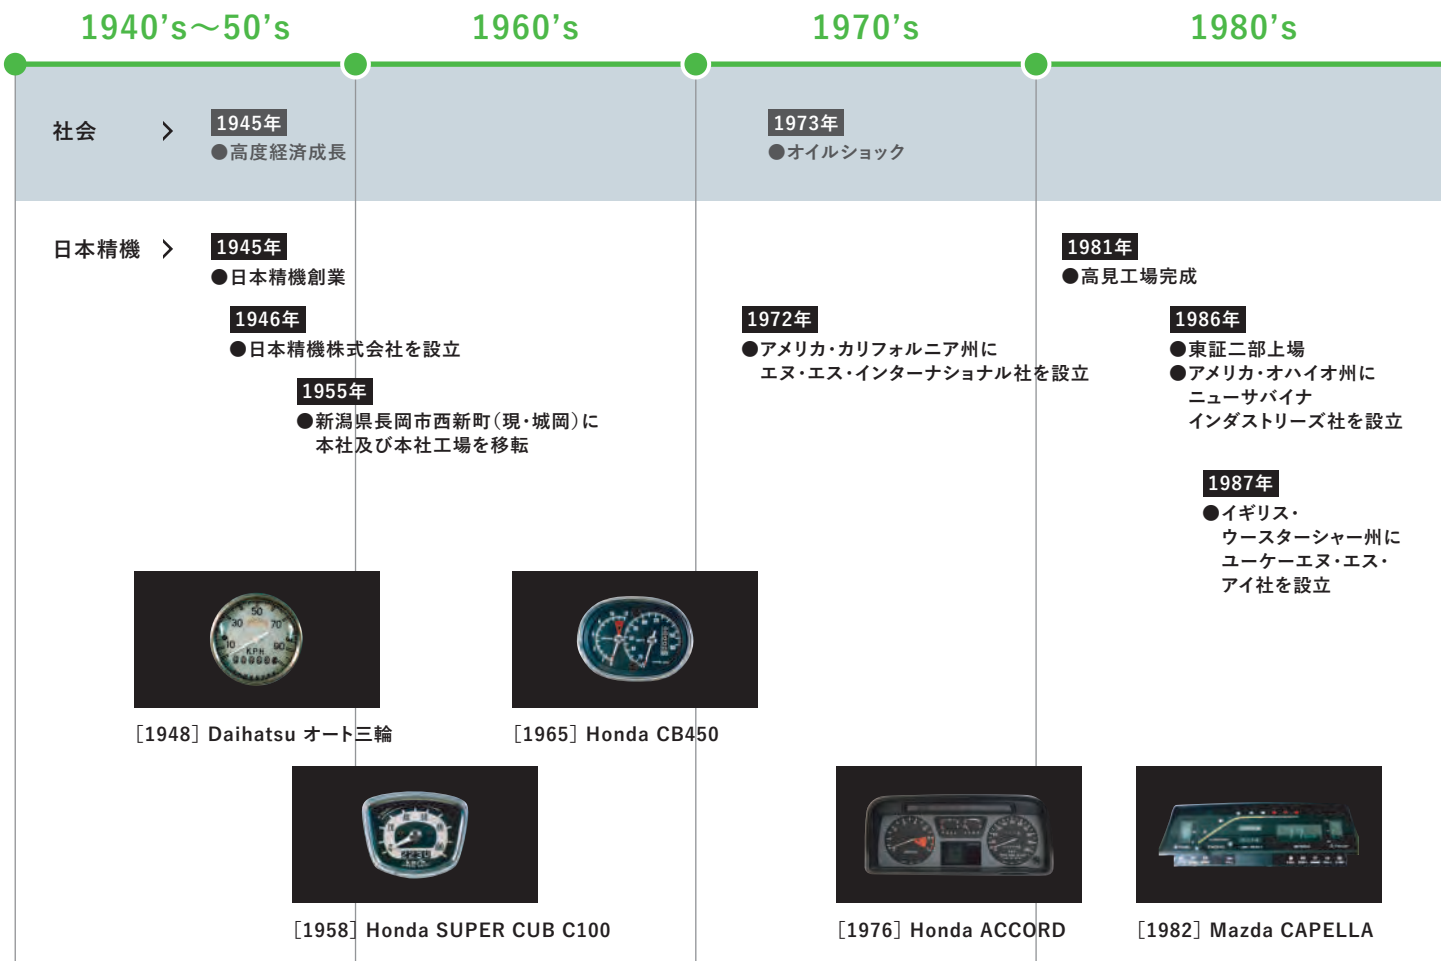 1940's～50's
1960's
1970's
1980's
社会
1945年
●高度経済成長
1973年
●オイルショック
日本精機
1945年
●日本精機創業
1946年
●日本精機株式会社を設立
1955年
●新潟県長岡市西新町（現・城岡）に
本社及び本社工場を移転
1972年
●アメリカ・カリフォルニア州に
エヌ・エス・インターナショナル社を設立
1981年
●高見工場完成
1986年
●東証二部上場
●アメリカ・オハイオ州に
ニューサバイナ
インダストリーズ社を設立
1987年
●イギリス・
ウースターシャー州に
ユーケーエヌ・エス・
アイ社を設立
50
30
70
10
90
K.P.H
［1948］Daihatsu オート三輪
［1965］Honda CB450
［1958］Honda SUPER CUB C100
［1976］Honda ACCORD
［1982］Mazda CAPELLA